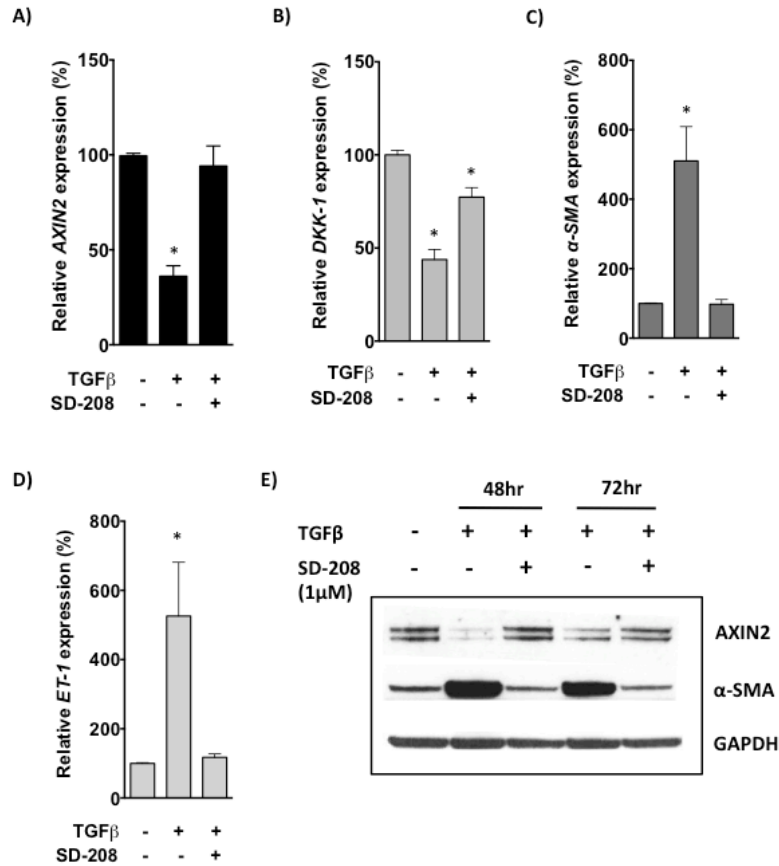 A)
Relative AXIN2 expression (%)
150
100
50
0
TGFβ - + +
SD-208 - - +
B)
Relative DKK-1 expression (%)
150
100
50
0
*
*
TGFβ - + +
SD-208 - - +
C)
Relative α-SMA expression (%)
800
600
400
200
0
*
TGFβ - + +
SD-208 - - +
D)
Relative ET-1 expression (%)
800
600
400
200
0
*
TGFβ - + +
SD-208 - - +
E)
48hr 72hr
TGFβ - + + + +
SD-208 - - + - +
(1μM)
AXIN2
α-SMA
GAPDH